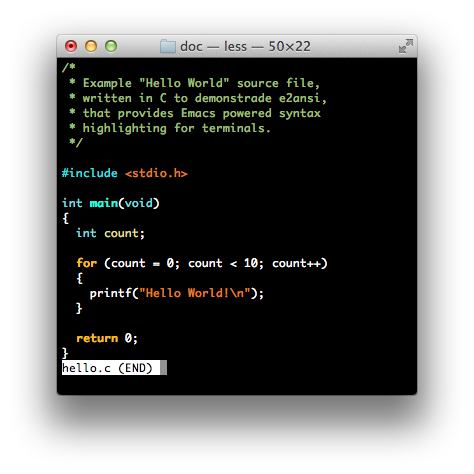 doc — less — 50×22
/*
 * Example "Hello World" source file,
 * written in C to demonstrade e2ansi,
 * that provides Emacs powered syntax
 * highlighting for terminals.
 */
#include <stdio.h>
int main(void)
{
  int count;
  for (count = 0; count < 10; count++)
  {
    printf("Hello World!\n");
  }
  return 0;
}
hello.c (END)